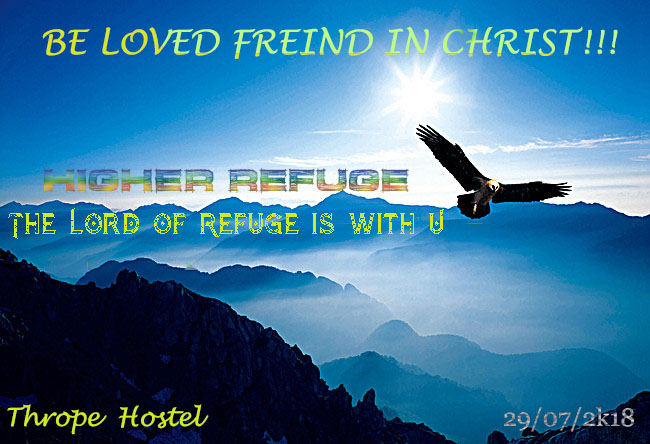 BE LOVED FREIND IN CHRIST!!!
HIGHER REFUGE
THE LORD OF REFUGE IS WITH U
Thrope Hostel
29/07/2k18